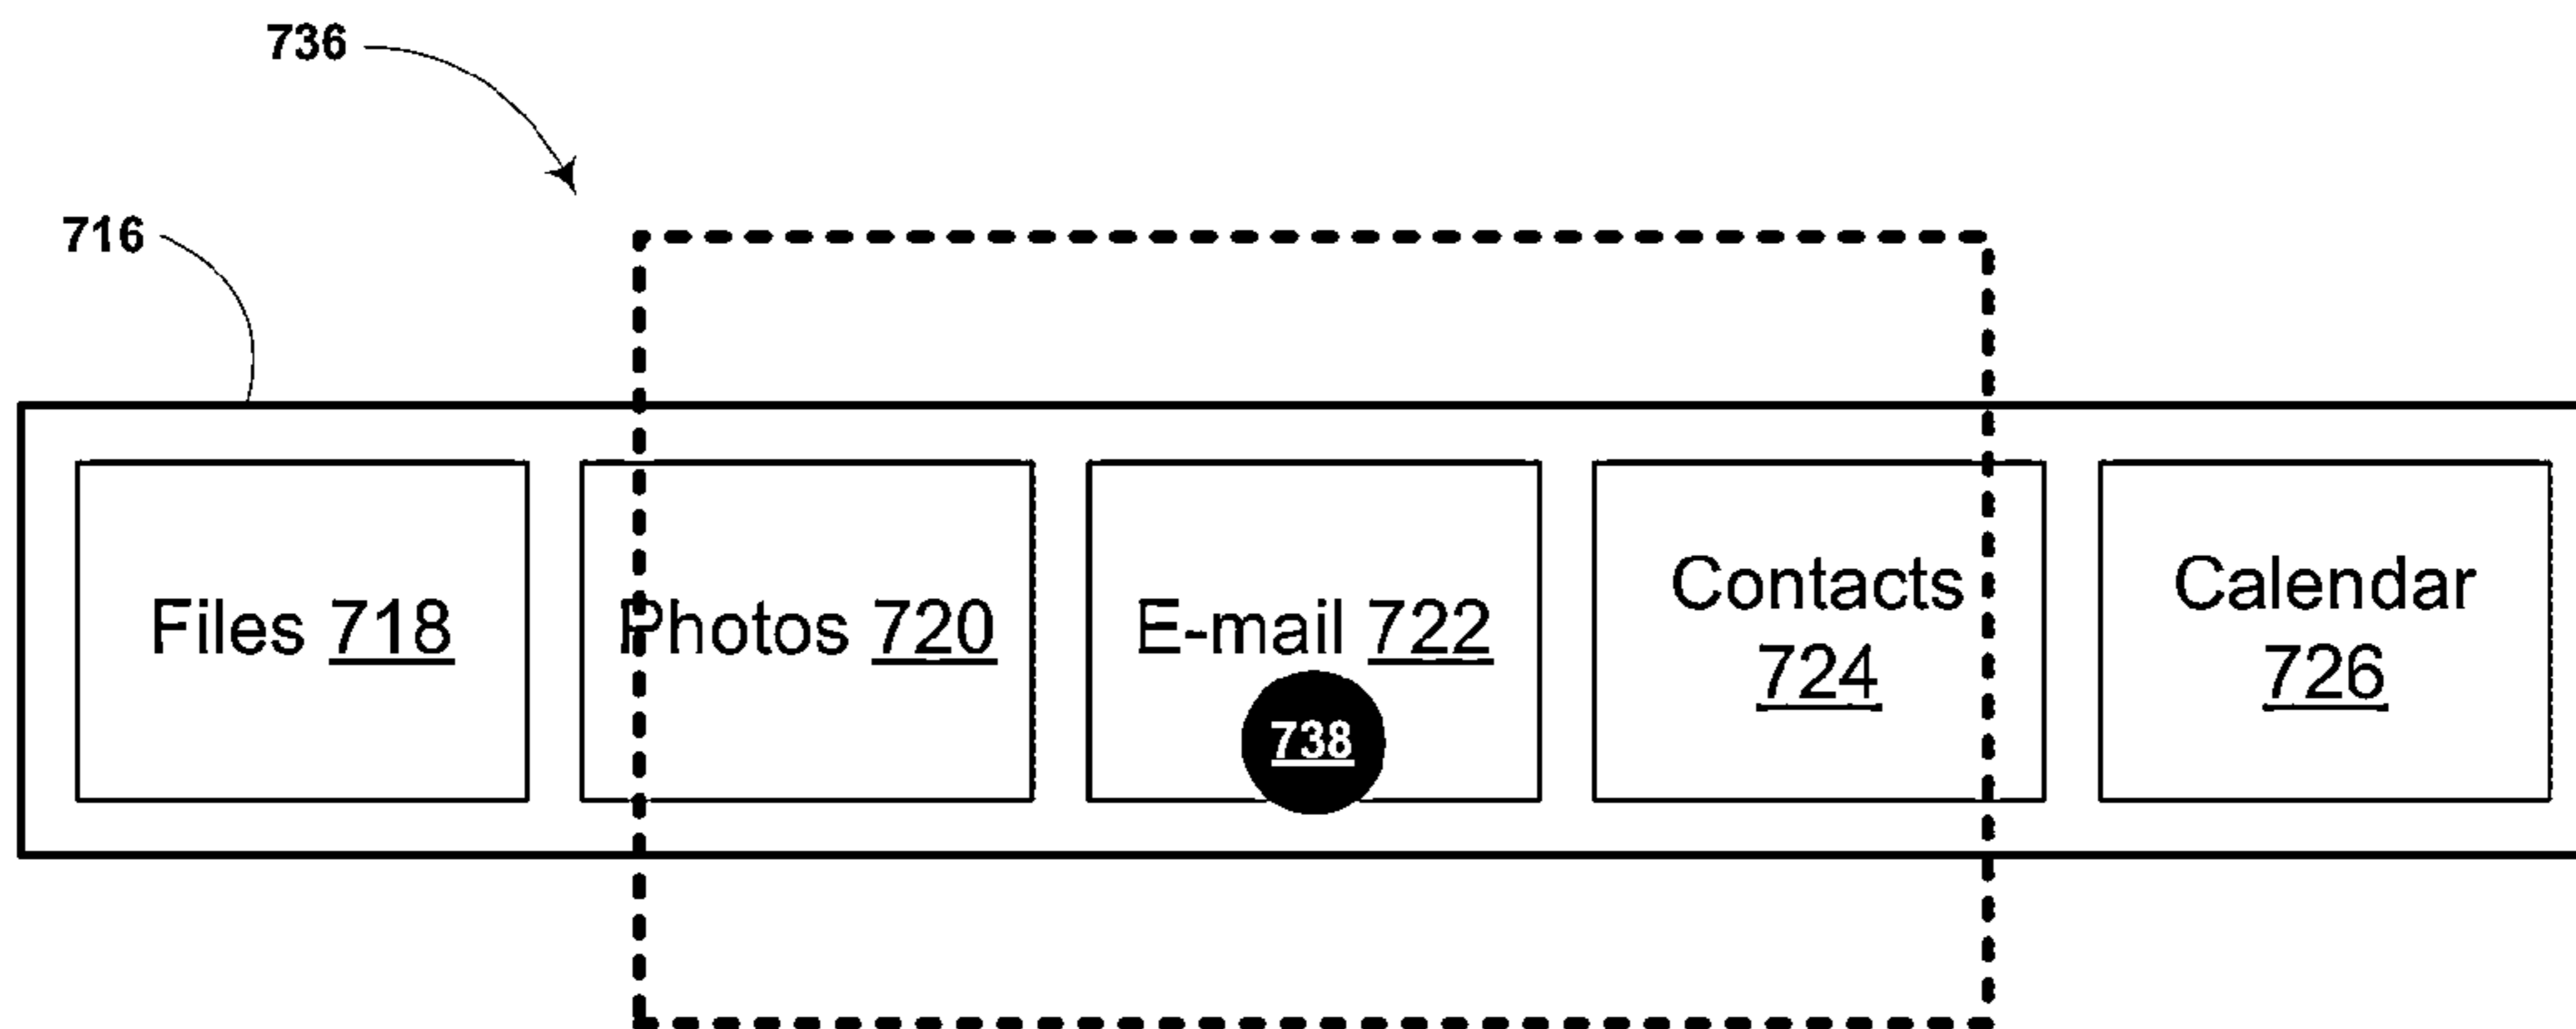 736
716
Files 718
Photos 720
E-mail 722
738
Contacts
724
Calendar
726